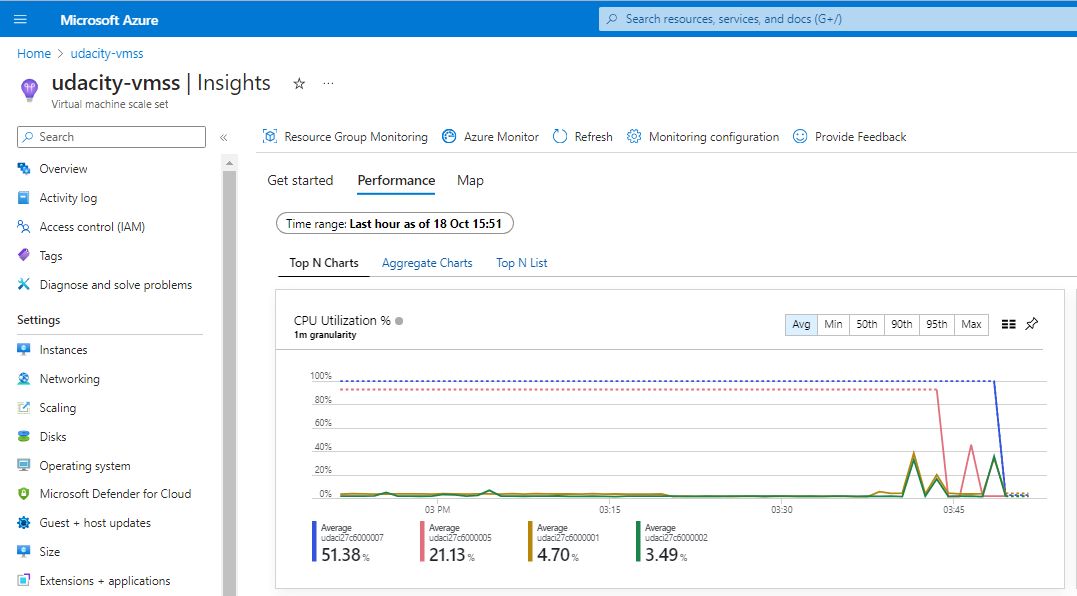 Microsoft Azure
Search resources, services, and docs (G+/)
Home > udacity-vmss
udacity-vmss | Insights
Virtual machine scale set
Search
Overview
Activity log
Access control (IAM)
Tags
Diagnose and solve problems
Settings
Instances
Networking
Scaling
Disks
Operating system
Microsoft Defender for Cloud
Guest + host updates
Size
Extensions + applications
Resource Group Monitoring
Azure Monitor
Refresh
Monitoring configuration
Provide Feedback
Get started
Performance
Map
Time range: Last hour as of 18 Oct 15:51
Top N Charts
Aggregate Charts
Top N List
CPU Utilization %
1m granularity
Avg
Min
50th
90th
95th
Max
100%
80%
60%
40%
20%
0%
03 PM
03:15
03:30
03:45
Average
udaci27c6000007
51.38%
Average
udaci27c6000005
21.13%
Average
udaci27c6000001
4.70%
Average
udaci27c6000002
3.49%